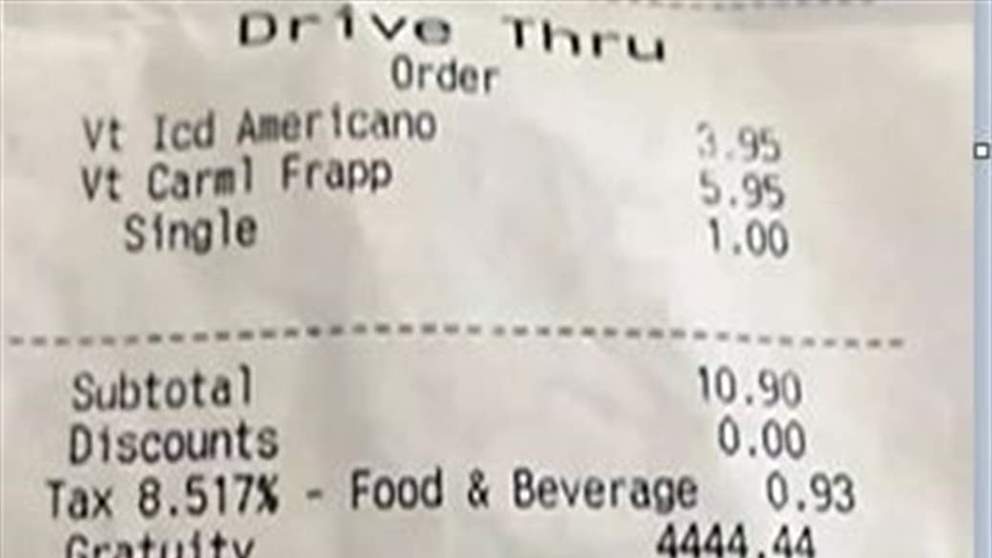 Drive Thru
Order
Vt Icd Americano 3.95
Vt Carml Frapp 5.95
Single 1.00
Subtotal 10.90
Discounts 0.00
Tax 8.517% - Food & Beverage 0.93
Gratuity 4444.44